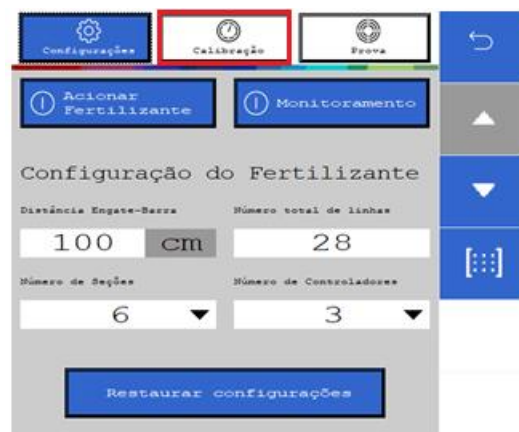 Configurações
Calibração
Prova
Acionar
Fertilizante
Monitoramento
Configuração do Fertilizante
Distância Engate-Barra
Número total de linhas
100 cm
28
Número de Seções
Número de Controladores
6
3
Restaurar configurações